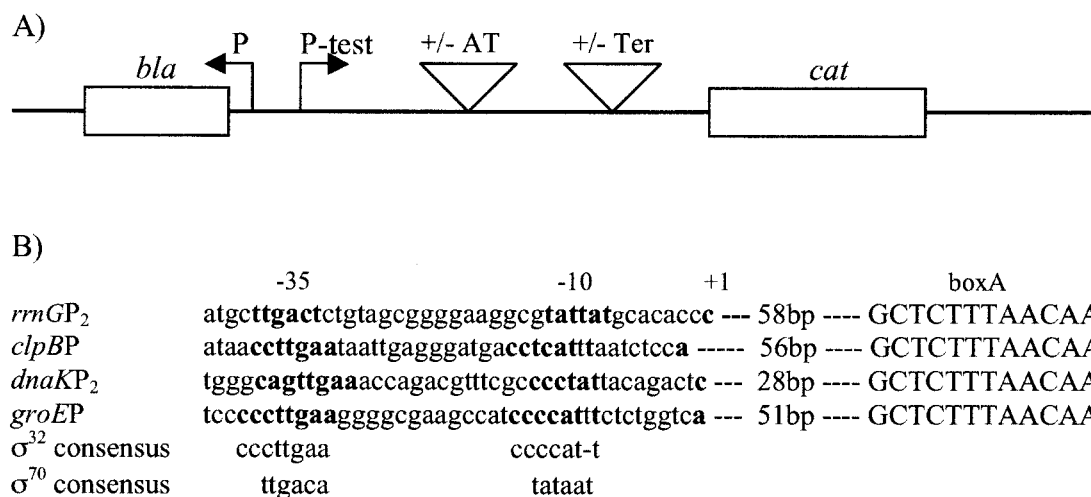 A)
P P-test +/- AT +/- Ter
bla cat
B)
-35 -10 +1 boxA
rrnGP₂ atgcttgactctgtagcggggaaggcgtattatgcacaccc --- 58bp ---- GCTCTTTAACAA
clpBP ataaccttgaataattgagggatgacctcatttaatctcca ----- 56bp ---- GCTCTTTAACAA
dnaKP₂ tgggcagttgaaaccagacgtttcgcccctattacagactc --- 28bp ---- GCTCTTTAACAA
groEP tcccccttgaaggggcgaagccatccccatttctctggtca --- 51bp ---- GCTCTTTAACAA
σ³² consensus cccttgaa ccccat-t
σ⁷⁰ consensus ttgaca tataat